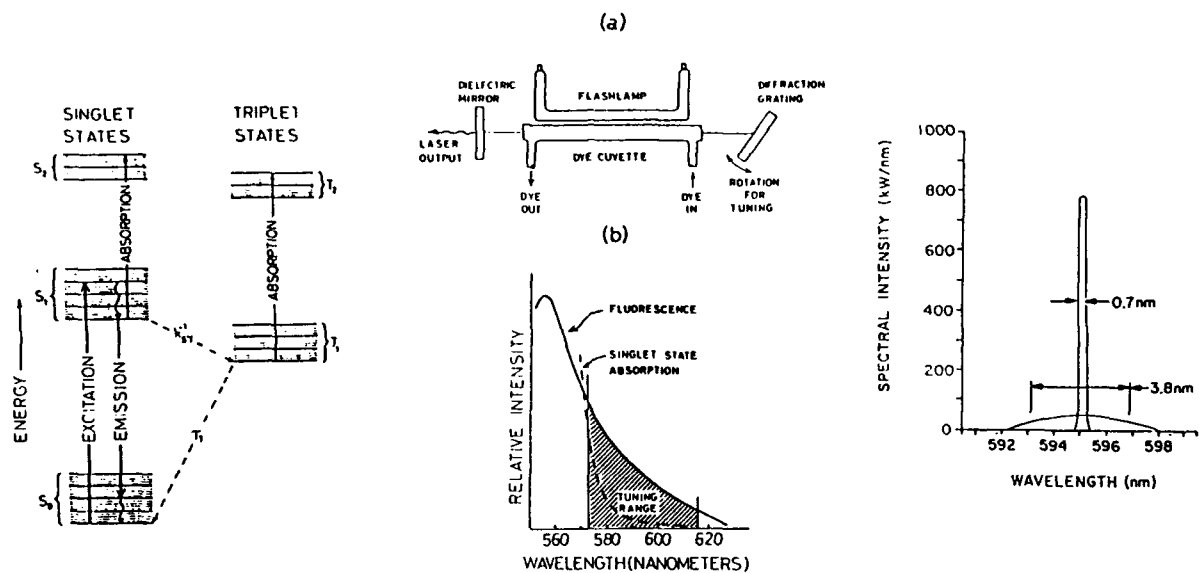 SINGLET
STATES
TRIPLET
STATES
S₂
T₂
ABSORPTION
ABSORPTION
S₁
T₁
ENERGY
EXCITATION
EMISSION
T₁
S₀
(a)
DIELECTRIC
MIRROR
FLASHLAMP
DIFFRACTION
GRATING
LASER
OUTPUT
DYE CUVETTE
DYE
OUT
DYE
IN
ROTATION
FOR
TUNING
(b)
RELATIVE INTENSITY
FLUORESCENCE
SINGLET STATE
ABSORPTION
TUNING
RANGE
560 580 600 620
WAVELENGTH(NANOMETERS)
SPECTRAL INTENSITY (kW/nm)
1000
800
600
400
200
0
0.7nm
3.8nm
592 594 596 598
WAVELENGTH (nm)